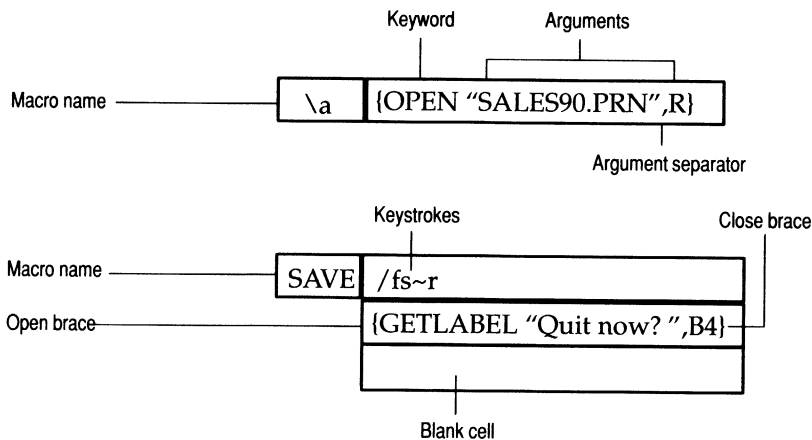 Keyword Arguments
Macro name \a {OPEN “SALES90.PRN”,R}
Argument separator
Keystrokes Close brace
Macro name SAVE /fs~r
Open brace {GETLABEL “Quit now? ”,B4}
Blank cell